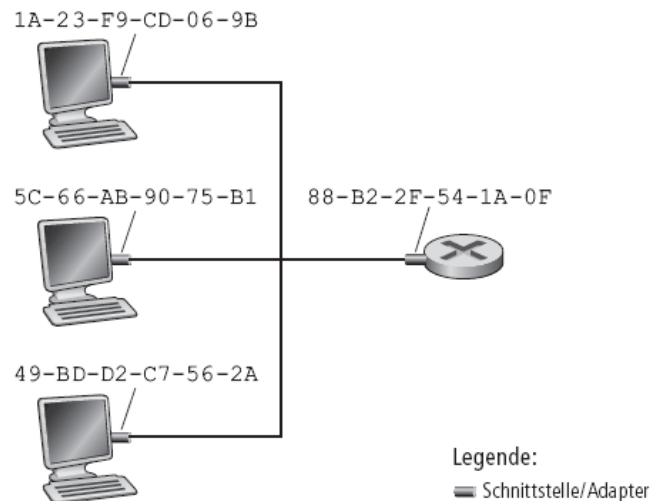 1A-23-F9-CD-06-9B
5C-66-AB-90-75-B1
88-B2-2F-54-1A-0F
49-BD-D2-C7-56-2A
Legende:
Schnittstelle/Adapter